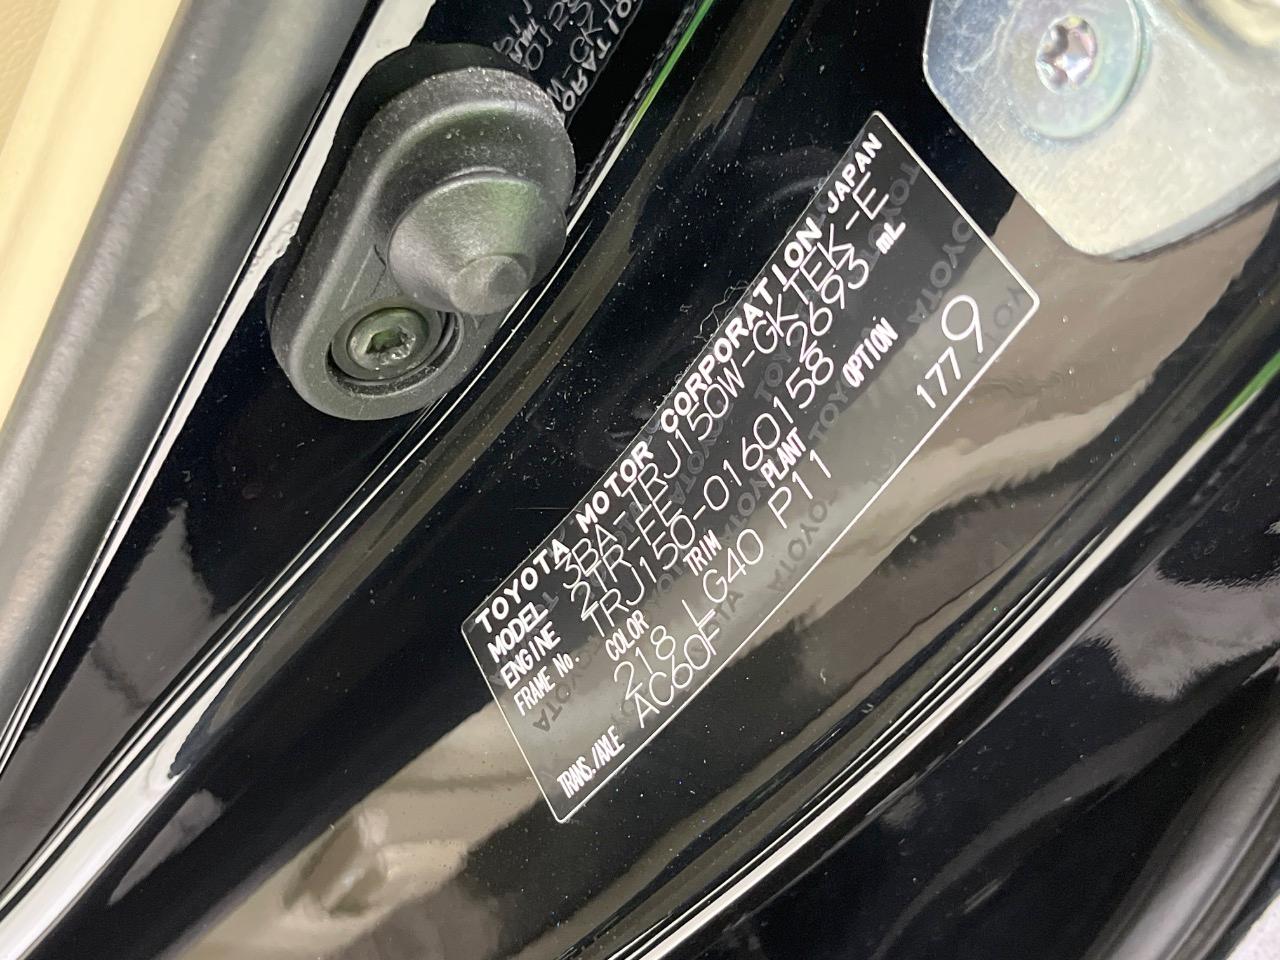 TOYOTA MOTOR CORPORATION JAPAN
MODEL 3BA-TRJ150W-GKTEK-E
ENGINE 2TR-FE 2693 mL
FRAME No. TRJ150-0160158
COLOR TRIM PLANT OPTION
218 LG40 P11 1779
TRANS./AXLE AC60F